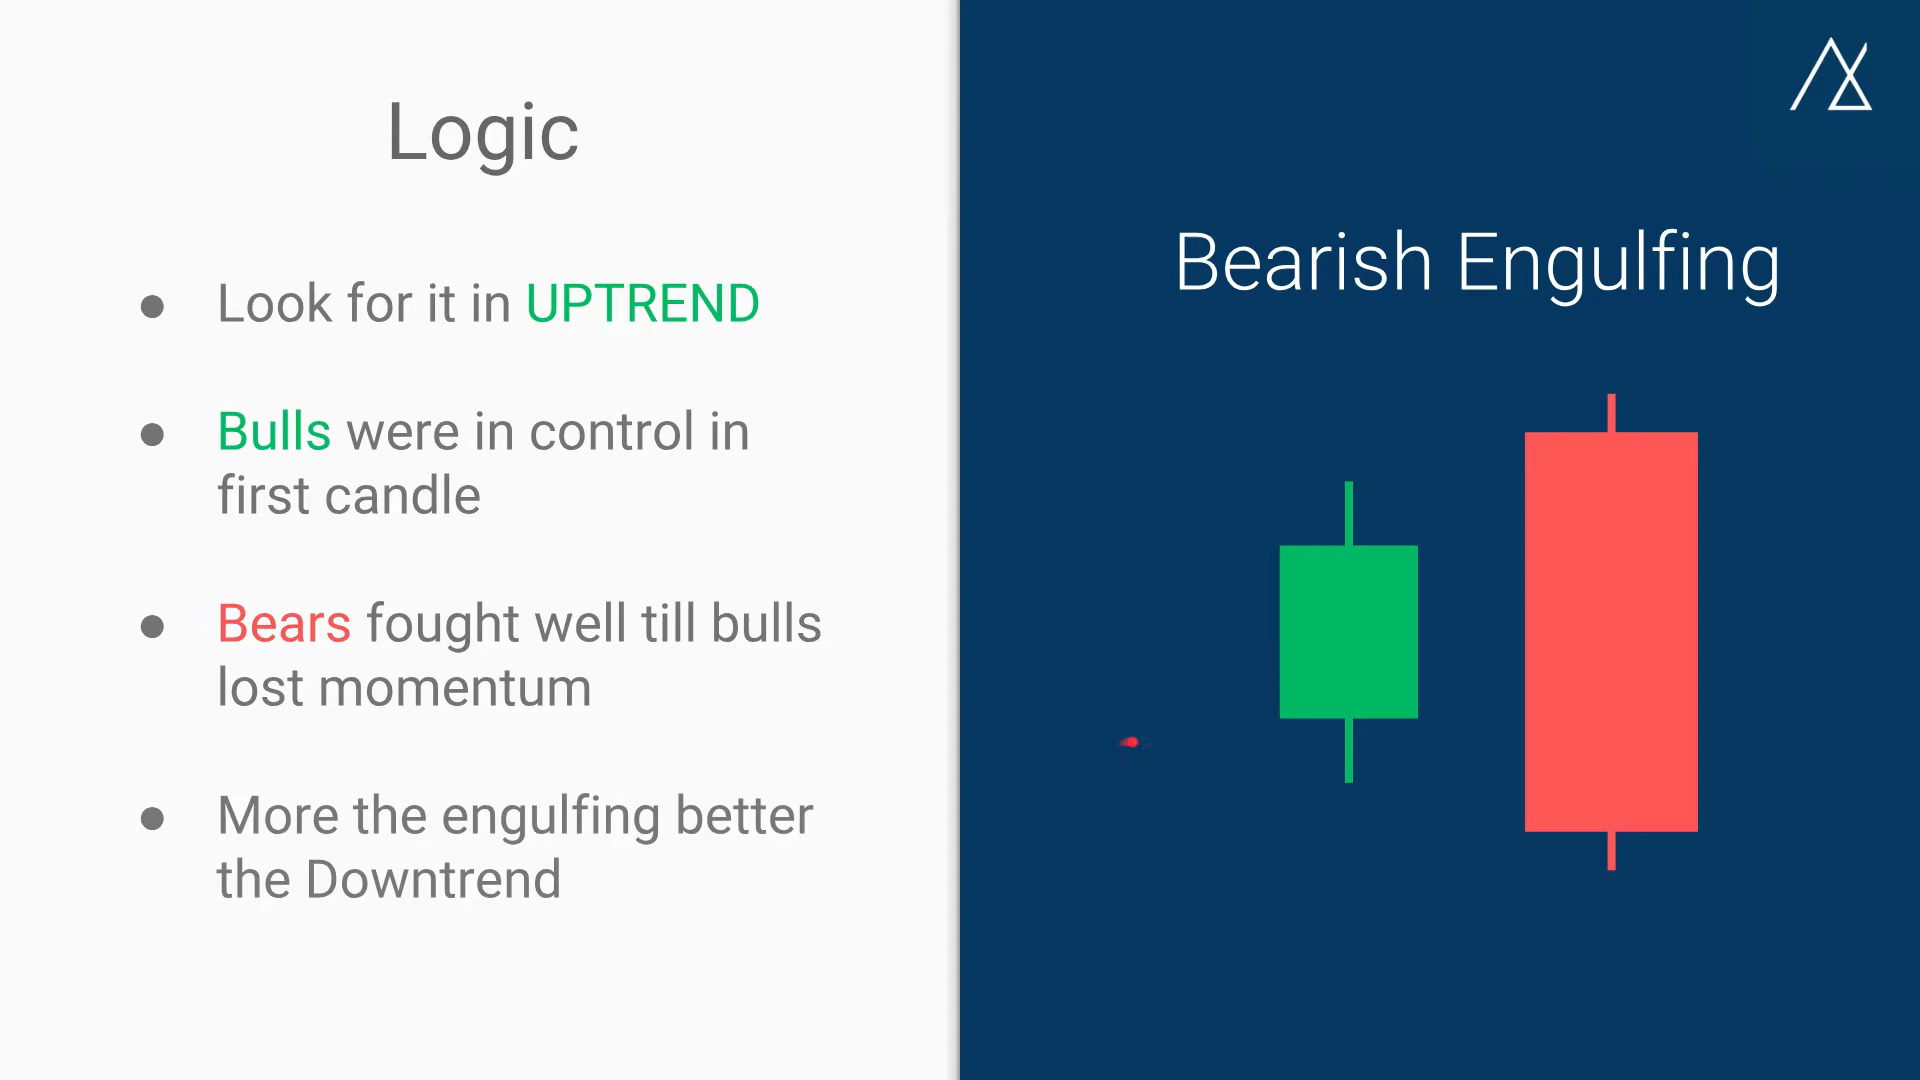 Logic
● Look for it in UPTREND
● Bulls were in control in
first candle
● Bears fought well till bulls
lost momentum
● More the engulfing better
the Downtrend
Bearish Engulfing